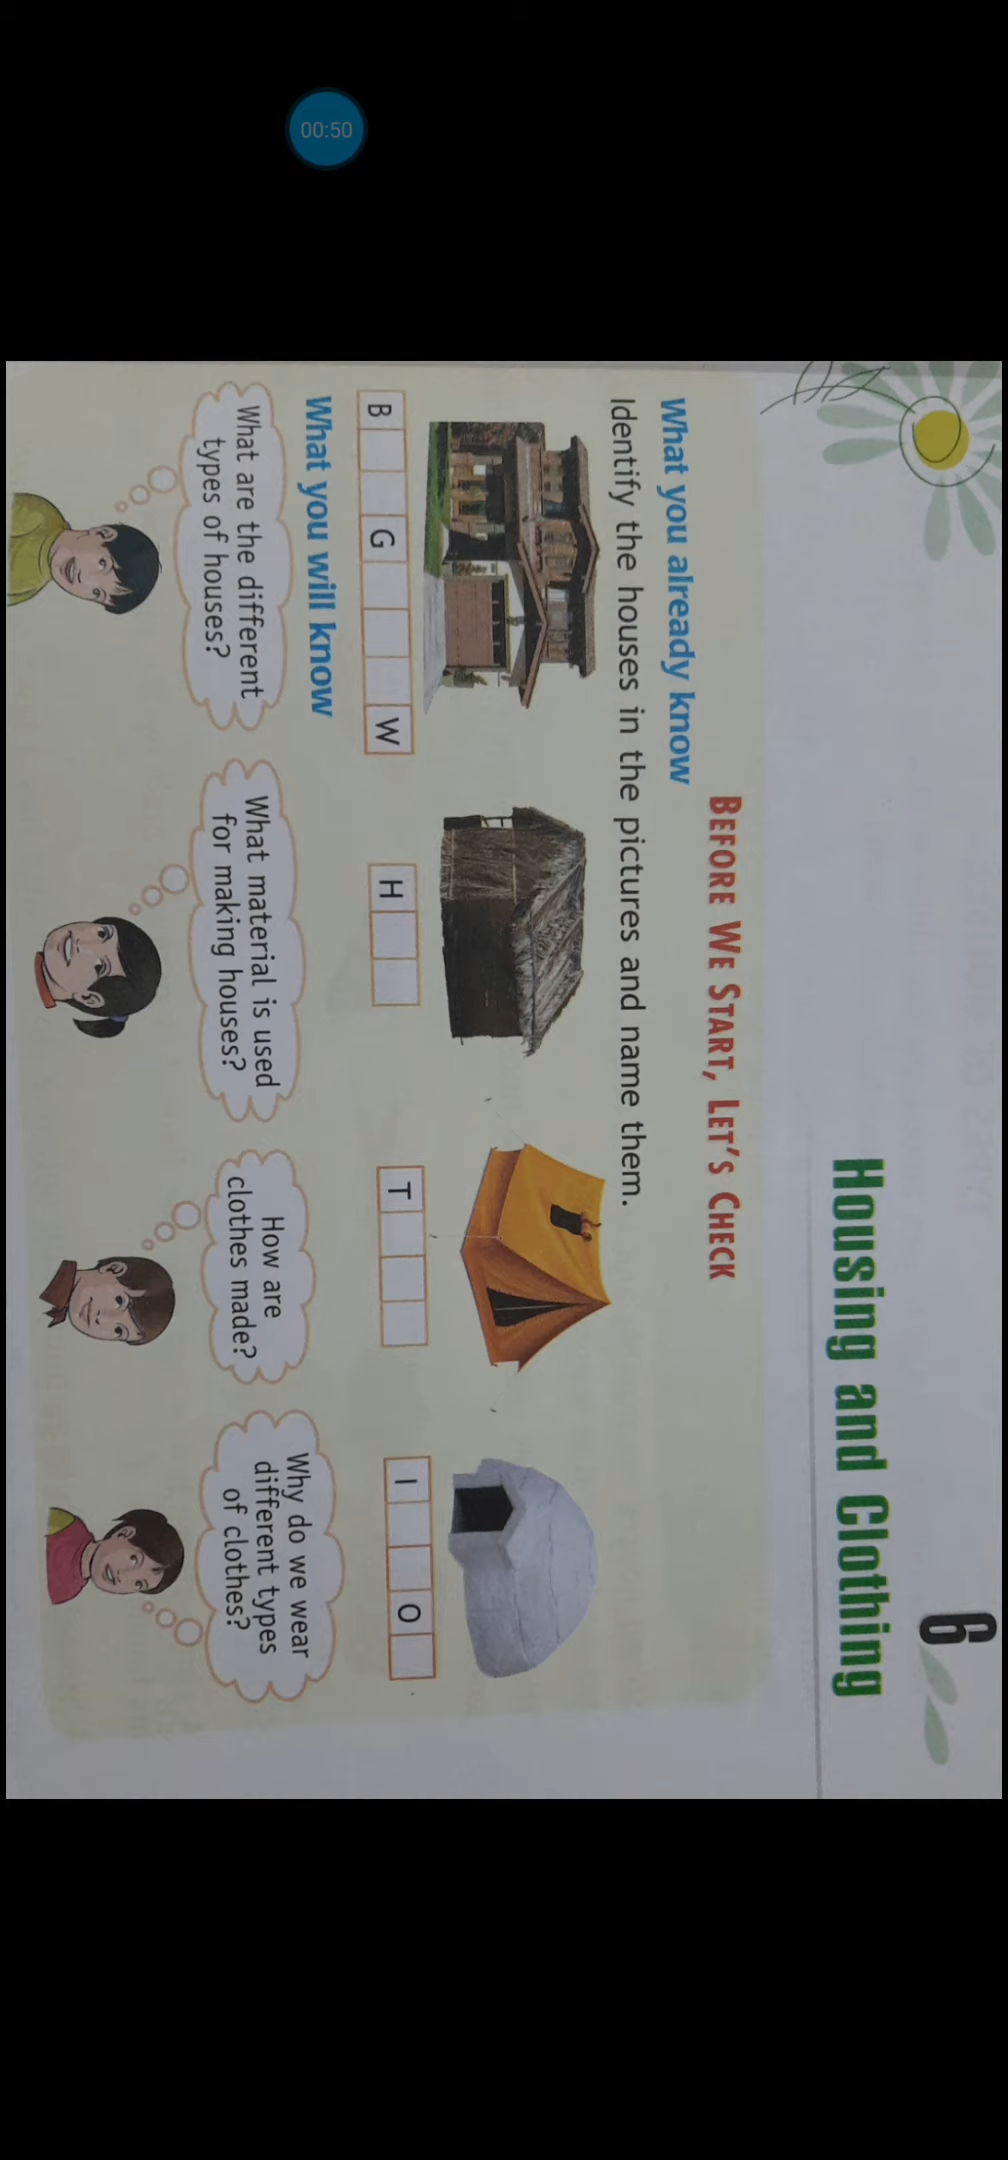 00:50
6
Housing and Clothing
BEFORE WE START, LET'S CHECK
What you already know
Identify the houses in the pictures and name them.
B G W
H
T
I O
What you will know
What are the different
types of houses?
What material is used
for making houses?
How are
clothes made?
Why do we wear
different types
of clothes?